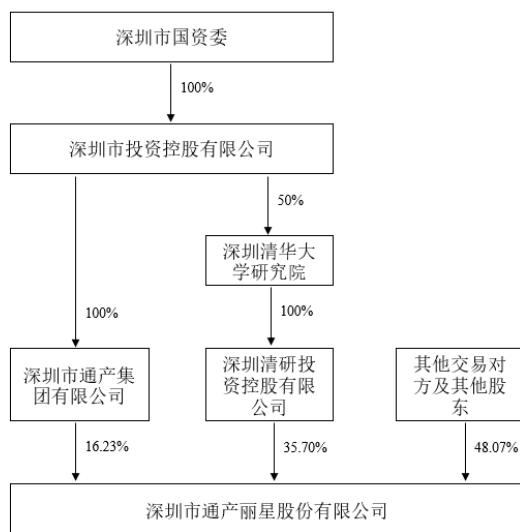 深圳市国资委
100%
深圳市投资控股有限公司
50%
深圳清华大
学研究院
100%
100%
深圳市通产集
团有限公司
深圳清研投
资控股有限
公司
其他交易对
方及其他股
东
16.23%
35.70%
48.07%
深圳市通产丽星股份有限公司